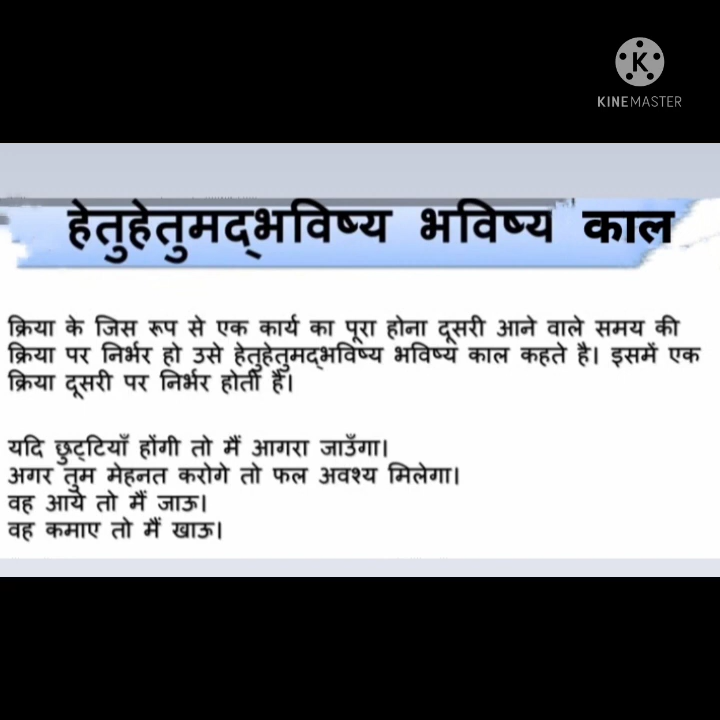 KINEMASTER
हेतुहेतुमद्भविष्य भविष्य काल
क्रिया के जिस रूप से एक कार्य का पूरा होना दूसरी आने वाले समय की
क्रिया पर निर्भर हो उसे हेतुहेतुमद्भविष्य भविष्य काल कहते है। इसमें एक
क्रिया दूसरी पर निर्भर होती हैं।
यदि छुट्टियाँ होंगी तो मैं आगरा जाउँगा।
अगर तुम मेहनत करोगे तो फल अवश्य मिलेगा।
वह आये तो मैं जाऊ।
वह कमाए तो मैं खाऊ।